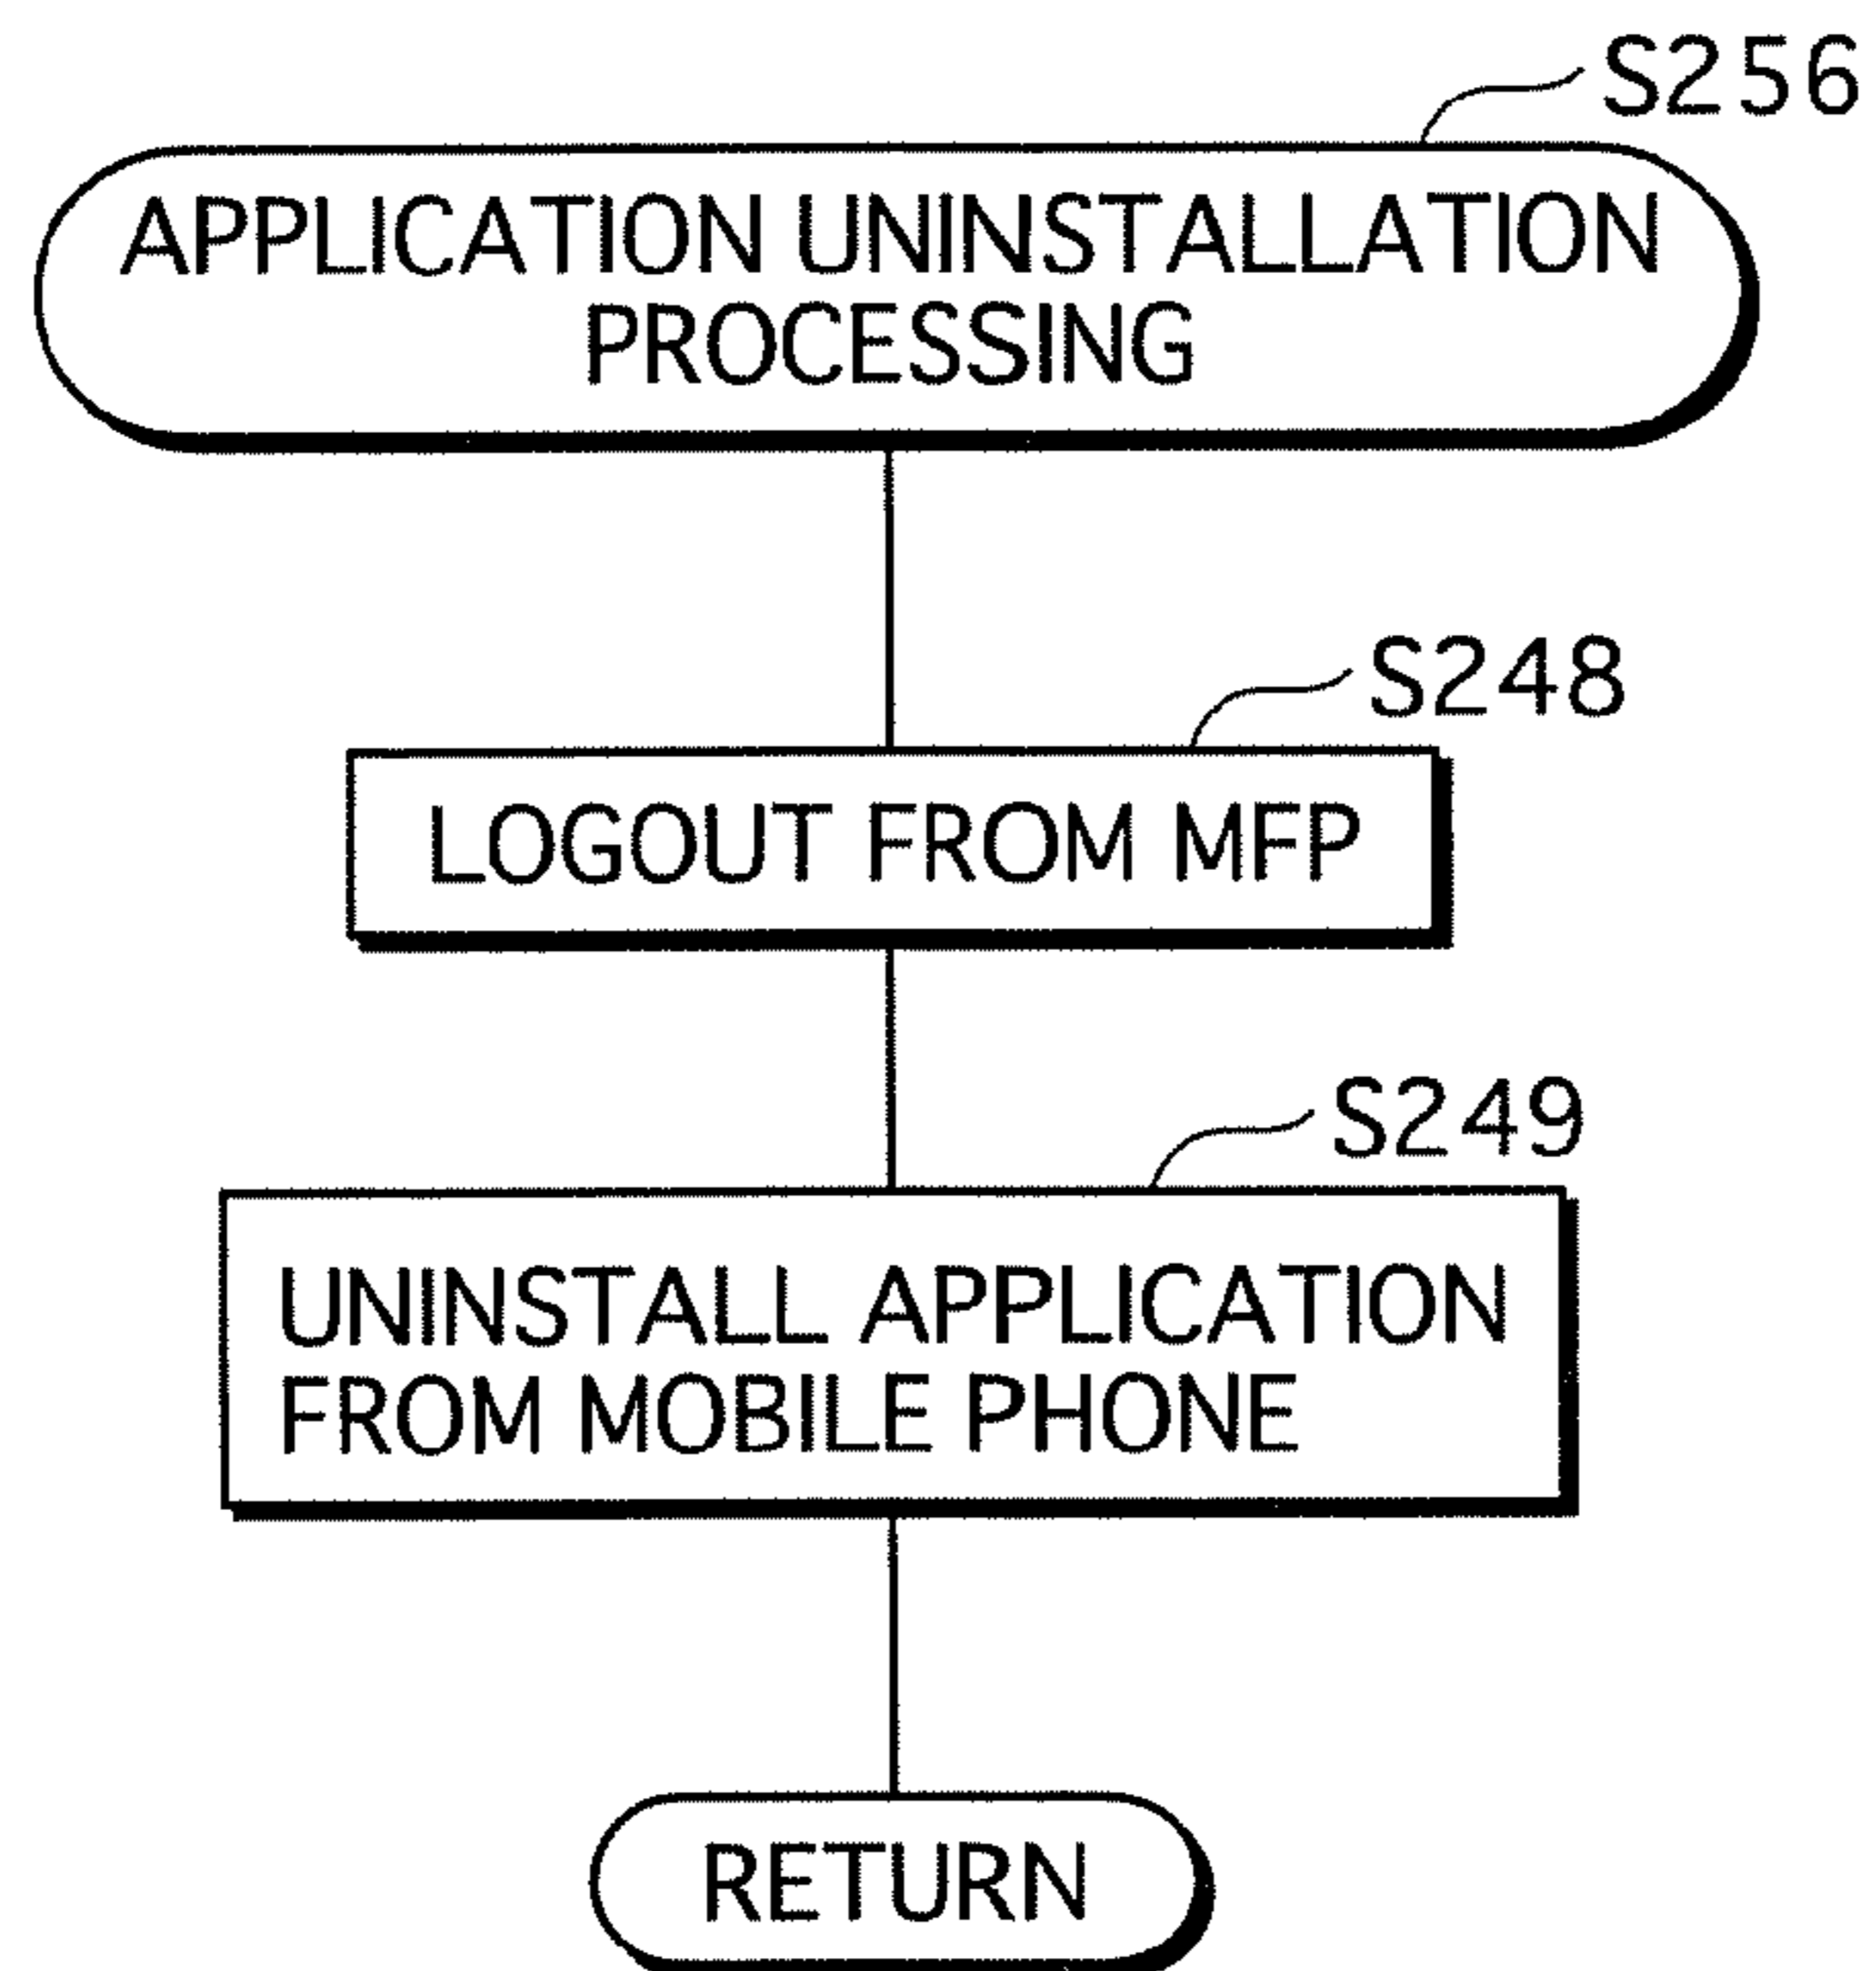 S256
APPLICATION UNINSTALLATION
PROCESSING
S248
LOGOUT FROM MFP
S249
UNINSTALL APPLICATION
FROM MOBILE PHONE
RETURN